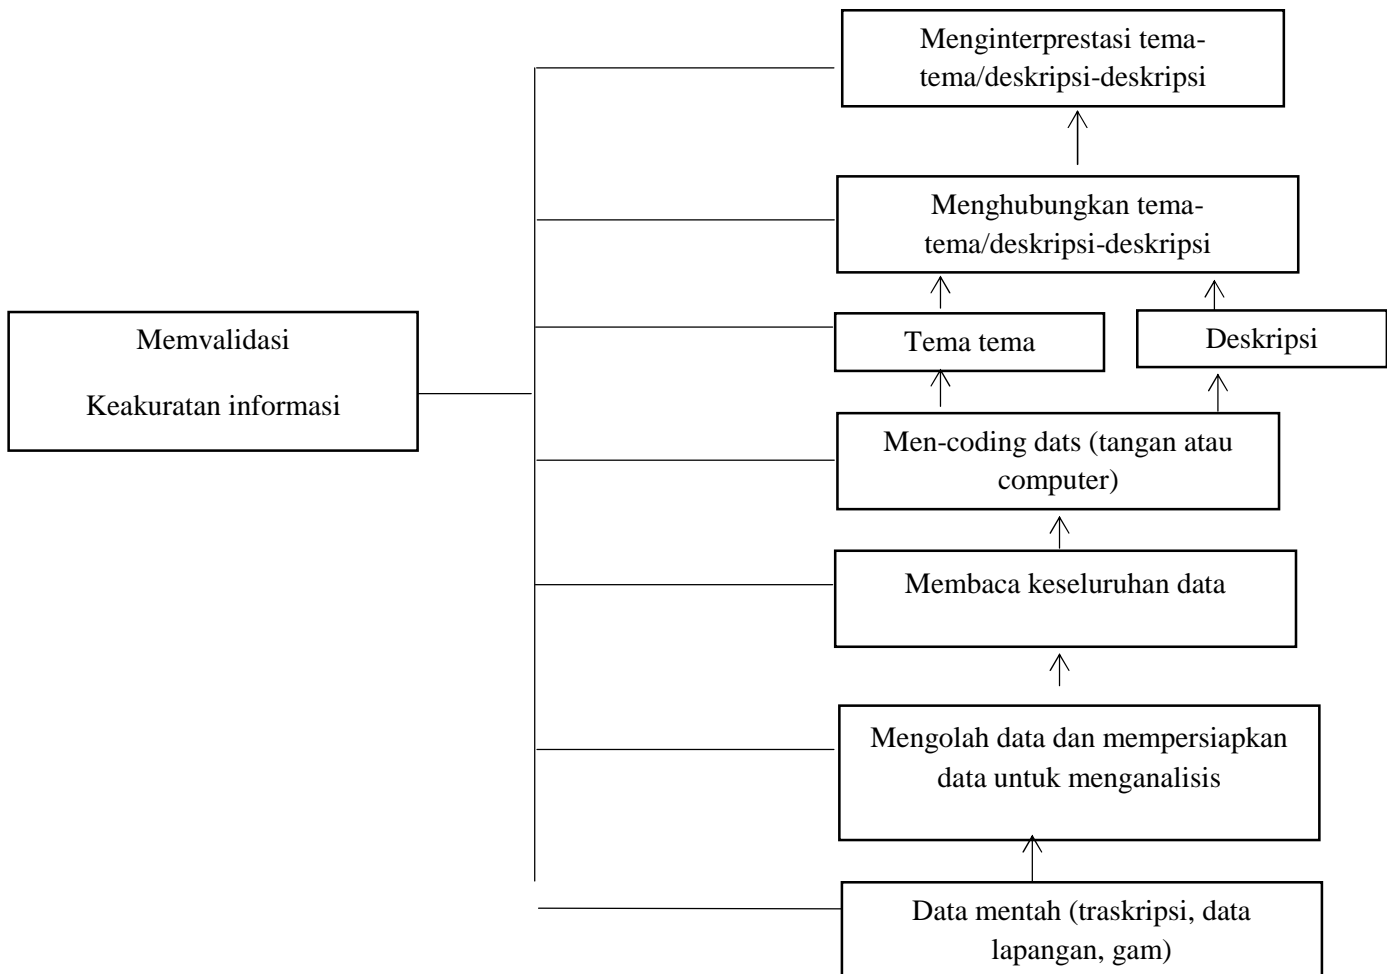 Menginterprestasi tema-
tema/deskripsi-deskripsi
Menghubungkan tema-
tema/deskripsi-deskripsi
Memvalidasi
Keakuratan informasi
Tema tema
Deskripsi
Men-coding dats (tangan atau
computer)
Membaca keseluruhan data
Mengolah data dan mempersiapkan
data untuk menganalisis
Data mentah (traskripsi, data
lapangan, gam)